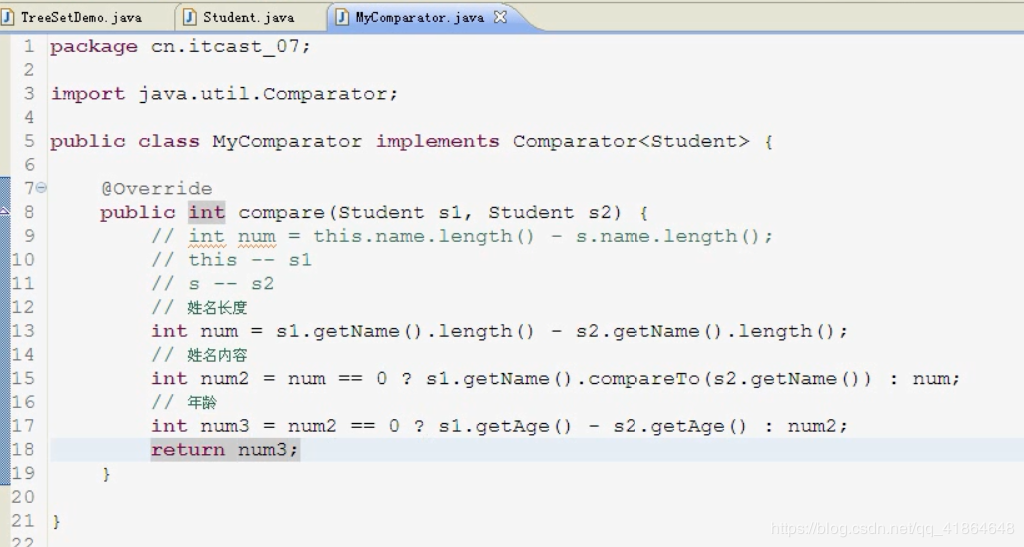 TreeSetDemo.java Student.java MyComparator.java
1 package cn.itcast_07;
2
3 import java.util.Comparator;
4
5 public class MyComparator implements Comparator<Student> {
6
7 @Override
8 public int compare(Student s1, Student s2) {
9 // int num = this.name.length() - s.name.length();
10 // this -- s1
11 // s -- s2
12 // 姓名长度
13 int num = s1.getName().length() - s2.getName().length();
14 // 姓名内容
15 int num2 = num == 0 ? s1.getName().compareTo(s2.getName()) : num;
16 // 年龄
17 int num3 = num2 == 0 ? s1.getAge() - s2.getAge() : num2;
18 return num3;
19 }
20
21 }
22
https://blog.csdn.net/qq_41864648